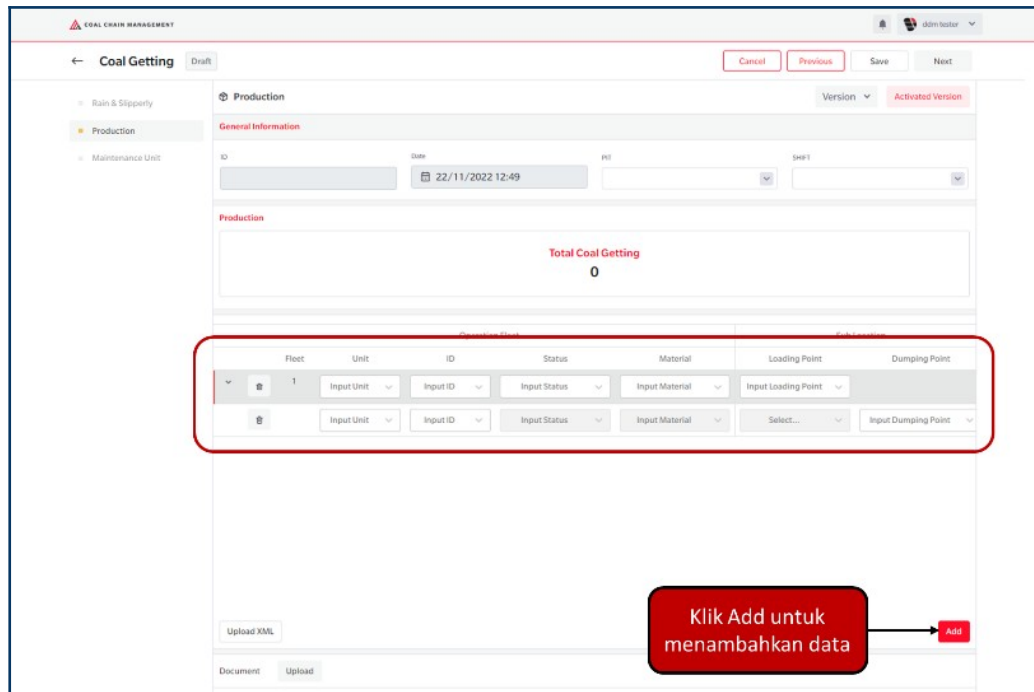 COAL CHAIN MANAGEMENT
ddm tester
Coal Getting Draft
Cancel Previous Save Next
Rain & Slipperly
Production
Maintenance Unit
Production
Version Activated Version
General Information
ID Date PIT SHIFT
22/11/2022 12:49
Production
Total Coal Getting
0
Operation Fleet Sub Location
Fleet Unit ID Status Material Loading Point Dumping Point
1 Input Unit Input ID Input Status Input Material Input Loading Point
Input Unit Input ID Input Status Input Material Select... Input Dumping Point
Klik Add untuk
menambahkan data
Upload XML Add
Document Upload